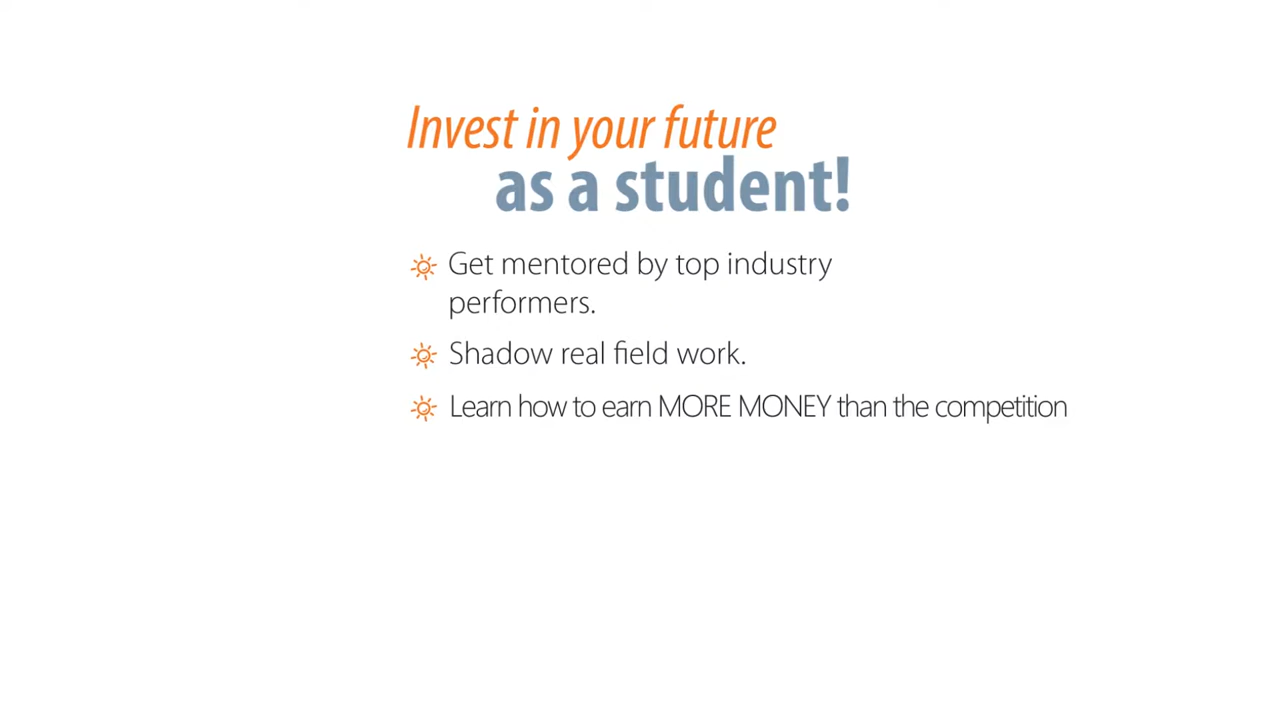 Invest in your future
as a student!
Get mentored by top industry
performers.
Shadow real field work.
Learn how to earn MORE MONEY than the competition